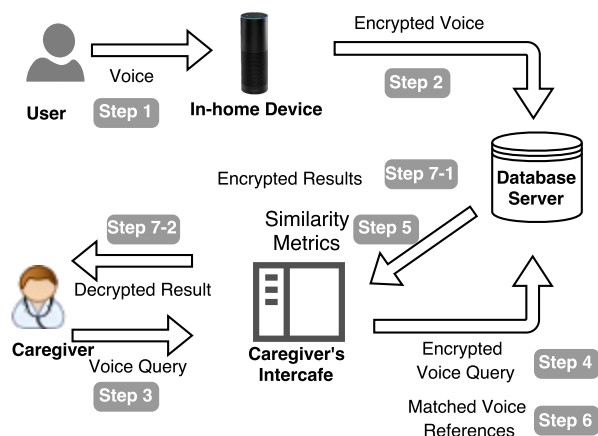 Encrypted Voice
Voice
Step 2
User
Step 1
In-home Device
Encrypted Results
Step 7-1
Database
Server
Step 7-2
Similarity
Metrics
Step 5
Decrypted Result
Caregiver
Voice Query
Step 3
Caregiver's
Intercafe
Encrypted
Voice Query
Step 4
Matched Voice
References
Step 6